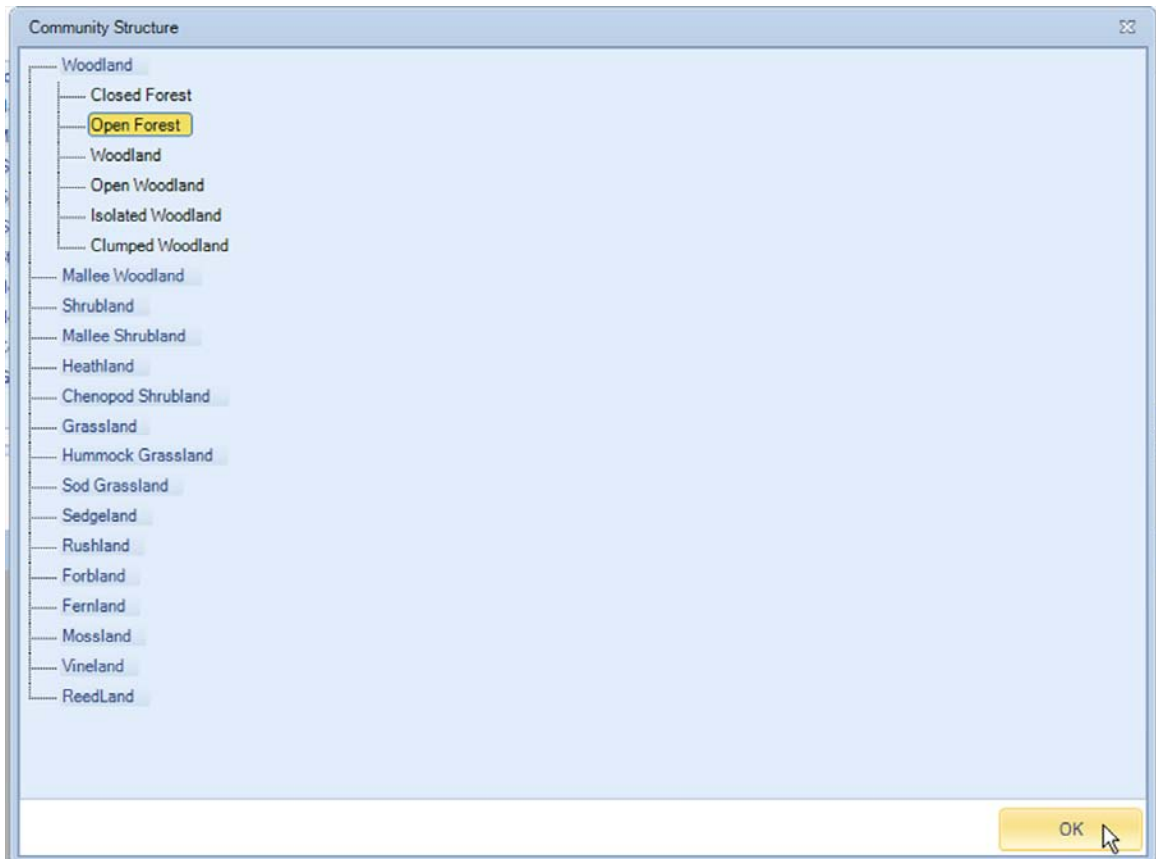 Community Structure
Woodland
Closed Forest
Open Forest
Woodland
Open Woodland
Isolated Woodland
Clumped Woodland
Mallee Woodland
Shrubland
Mallee Shrubland
Heathland
Chenopod Shrubland
Grassland
Hummock Grassland
Sod Grassland
Sedgeland
Rushland
Forbland
Fernland
Mossland
Vineland
ReedLand
OK